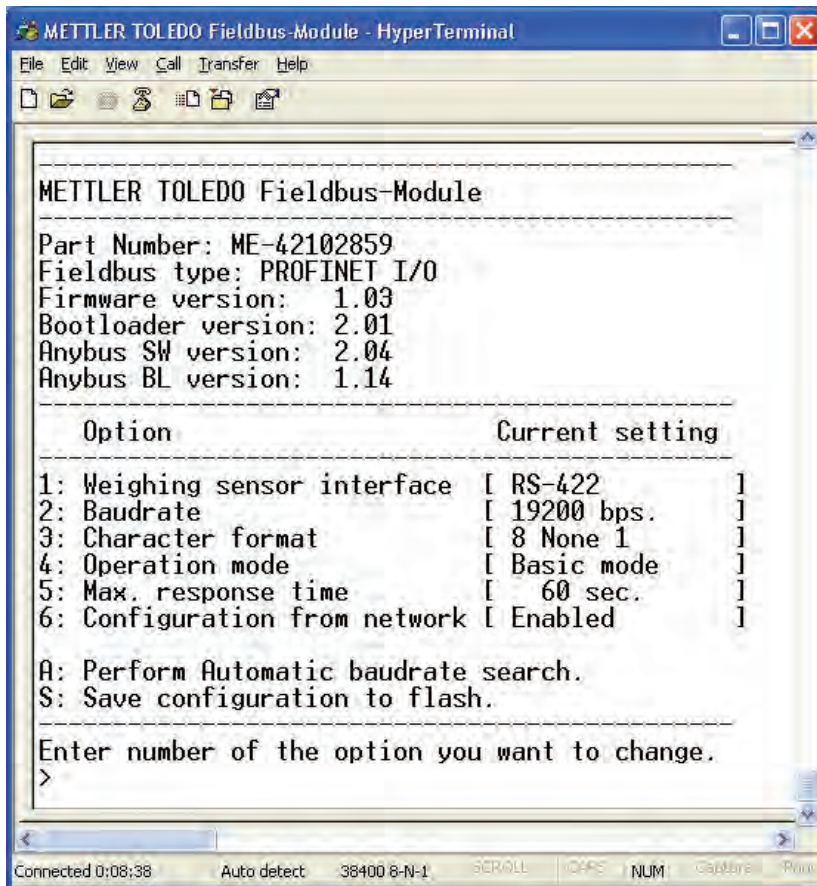 METTLER TOLEDO Fieldbus-Module - HyperTerminal
File Edit View Call Transfer Help
METTLER TOLEDO Fieldbus-Module
Part Number: ME-42102859
Fieldbus type: PROFINET I/O
Firmware version: 1.03
Bootloader version: 2.01
Anybus SW version: 2.04
Anybus BL version: 1.14
Option Current setting
1: Weighing sensor interface [ RS-422 ]
2: Baudrate [ 19200 bps. ]
3: Character format [ 8 None 1 ]
4: Operation mode [ Basic mode ]
5: Max. response time [ 60 sec. ]
6: Configuration from network [ Enabled ]
A: Perform Automatic baudrate search.
S: Save configuration to flash.
Enter number of the option you want to change.
>
Connected 0:08:38 Auto detect 38400 8-N-1 SCROLL CAPS NUM Capture